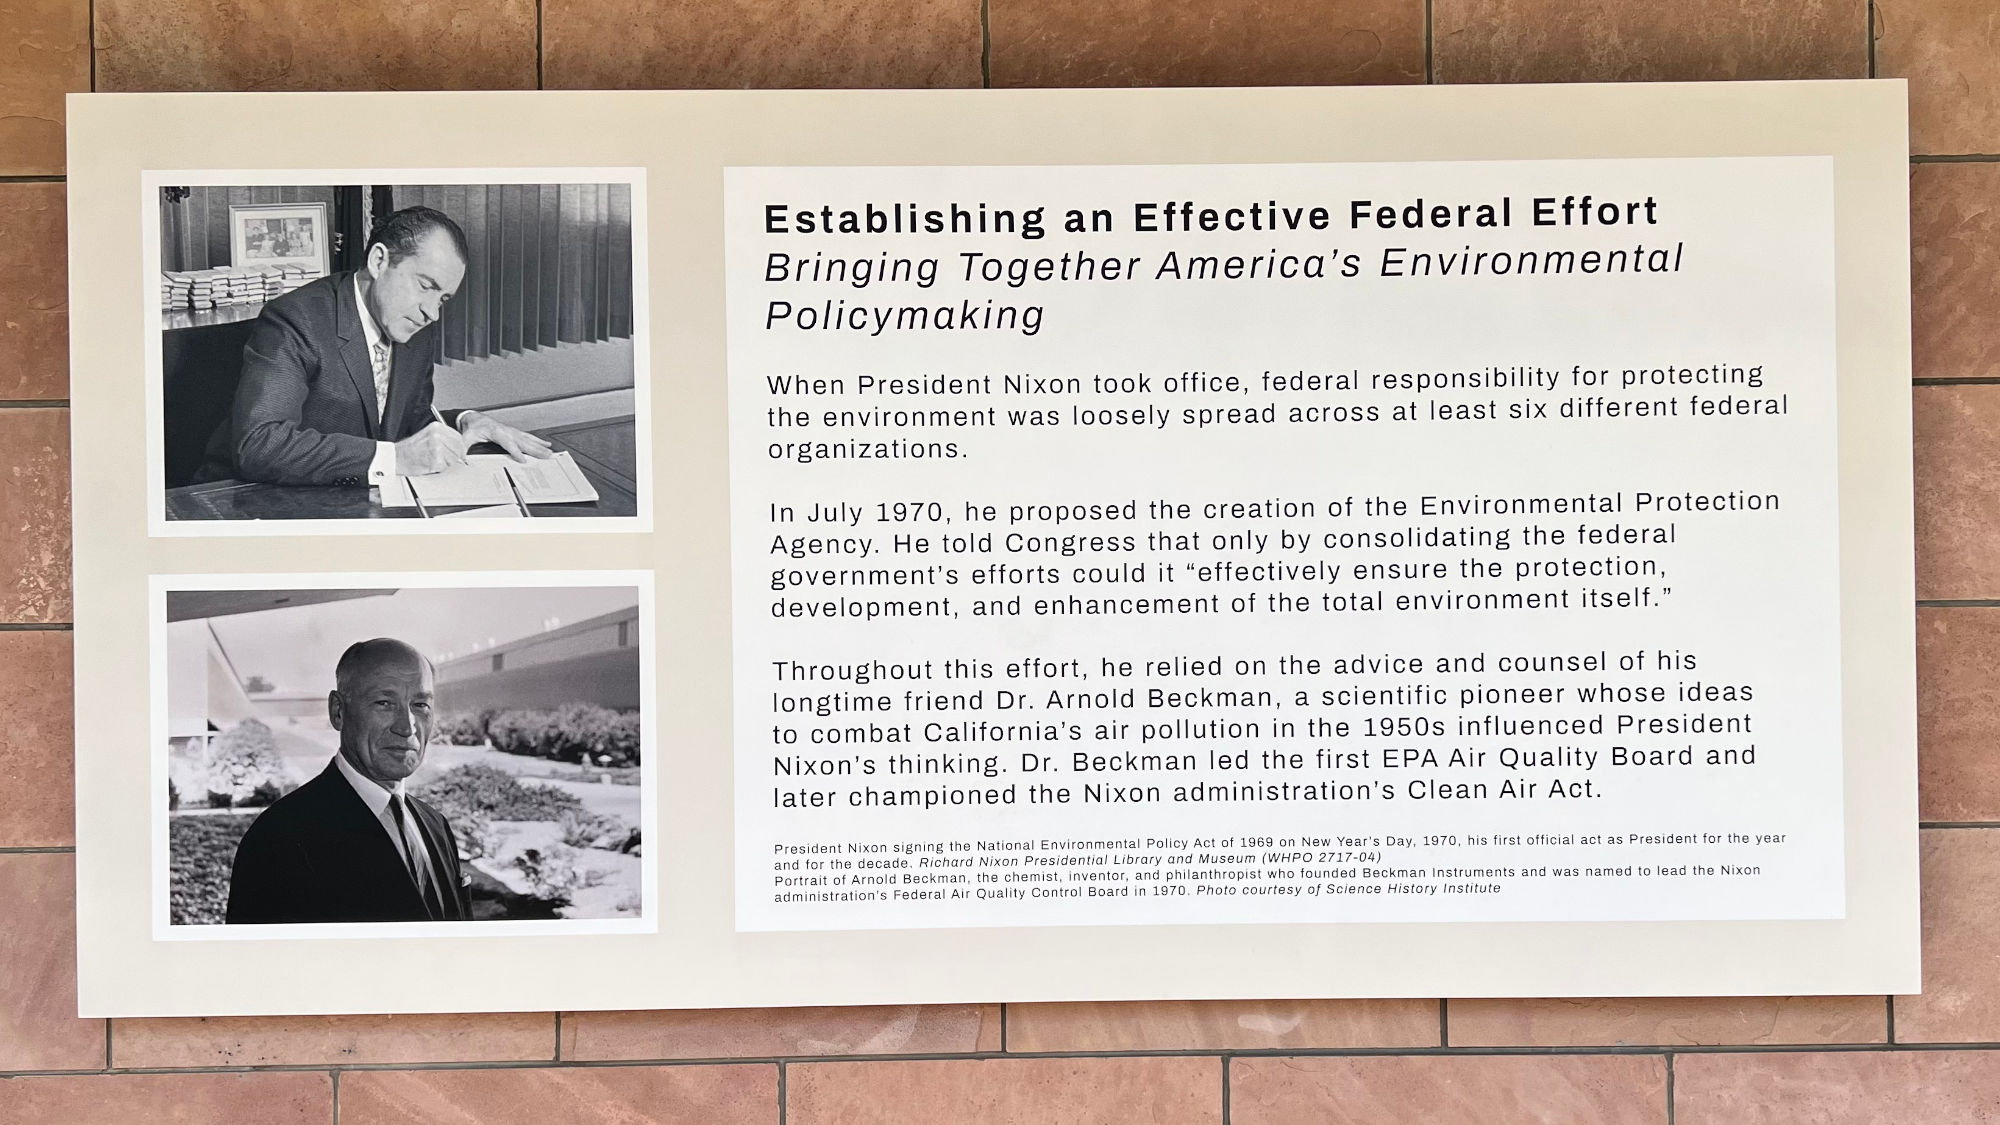 Establishing an Effective Federal Effort
Bringing Together America’s Environmental
Policymaking
When President Nixon took office, federal responsibility for protecting
the environment was loosely spread across at least six different federal
organizations.
In July 1970, he proposed the creation of the Environmental Protection
Agency. He told Congress that only by consolidating the federal
government’s efforts could it “effectively ensure the protection,
development, and enhancement of the total environment itself.”
Throughout this effort, he relied on the advice and counsel of his
longtime friend Dr. Arnold Beckman, a scientific pioneer whose ideas
to combat California’s air pollution in the 1950s influenced President
Nixon’s thinking. Dr. Beckman led the first EPA Air Quality Board and
later championed the Nixon administration’s Clean Air Act.
President Nixon signing the National Environmental Policy Act of 1969 on New Year’s Day, 1970, his first official act as President for the year
and for the decade. Richard Nixon Presidential Library and Museum (WHPO 2717-04)
Portrait of Arnold Beckman, the chemist, inventor, and philanthropist who founded Beckman Instruments and was named to lead the Nixon
administration’s Federal Air Quality Control Board in 1970. Photo courtesy of Science History Institute